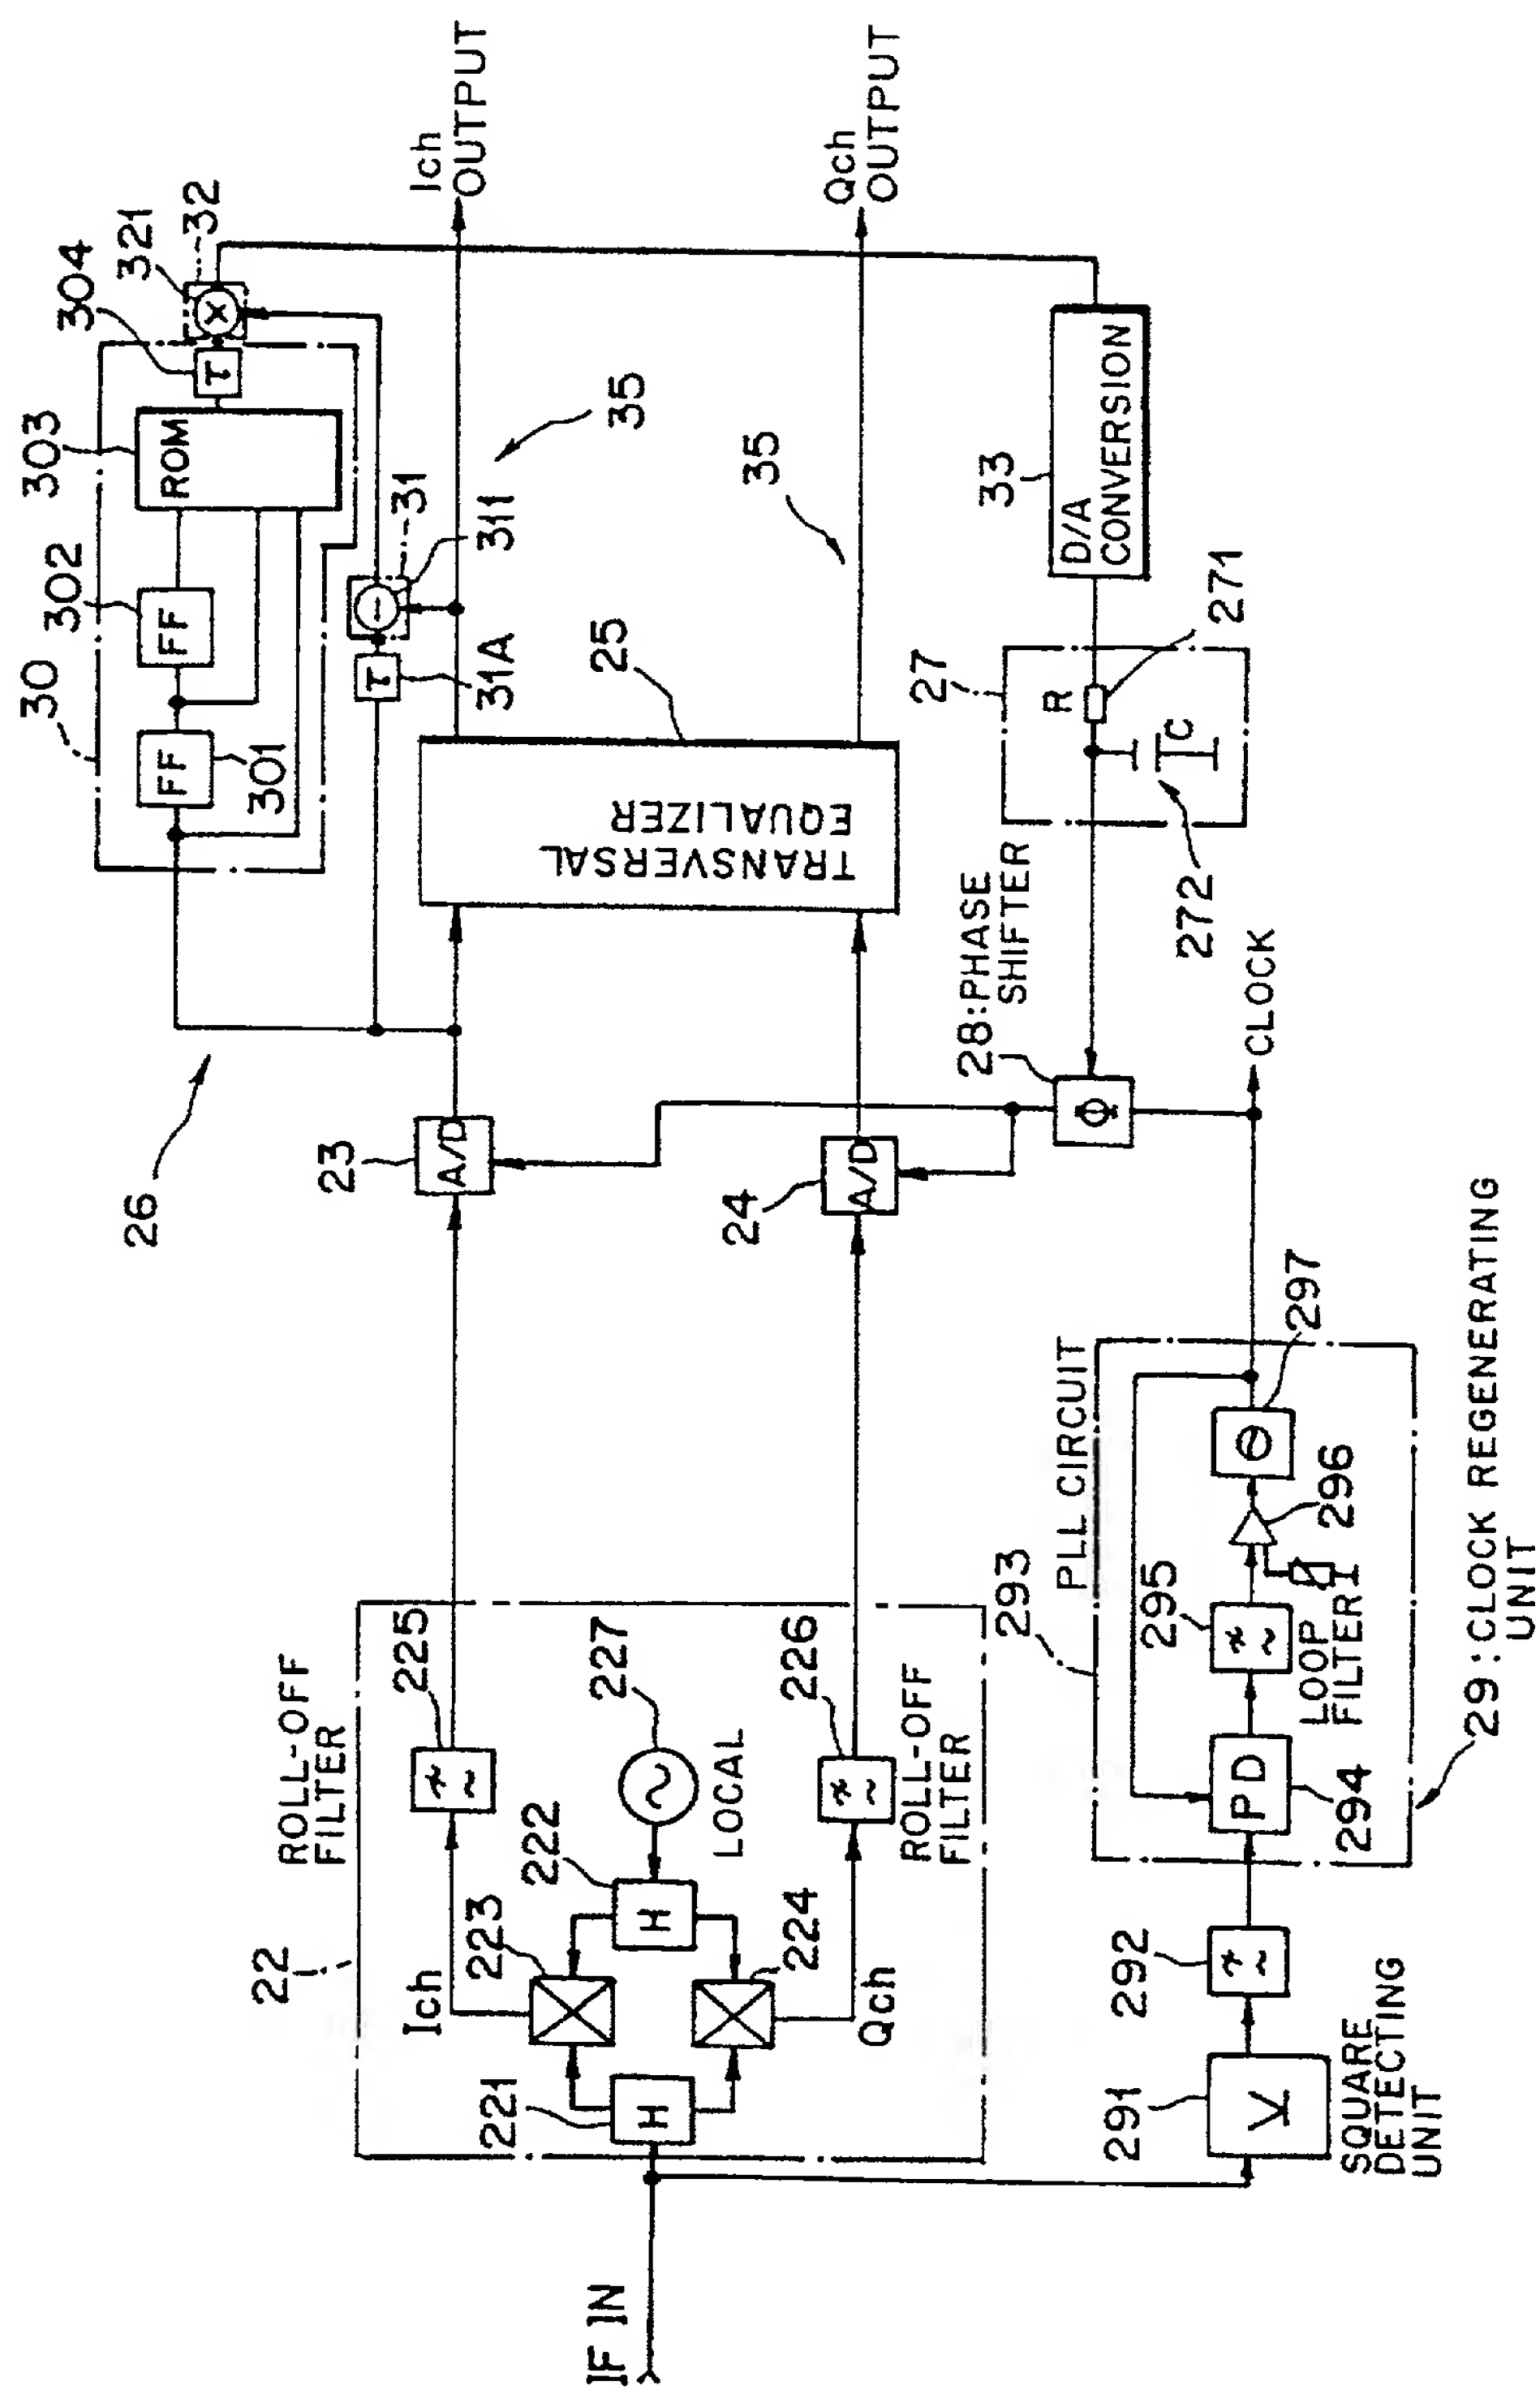 304
321
32
303
ROM
τ
X
302
FF
30
FF
301
31
311
31A
τ
Ich
OUTPUT
35
Qch
OUTPUT
35
25
TRANSVERSAL
EQUALIZER
33
D/A
CONVERSION
27
R
271
C
272
28:PHASE
SHIFTER
Φ
CLOCK
26
23
A/D
24
A/D
ROLL-OFF
FILTER
225
227
LOCAL
226
ROLL-OFF
FILTER
22
222
H
223
224
Ich
Qch
221
H
IF IN
293
PLL CIRCUIT
297
Θ
296
295
LOOP
FILTER
PD
294
29:CLOCK REGENERATING
UNIT
292
291
SQUARE
DETECTING
UNIT